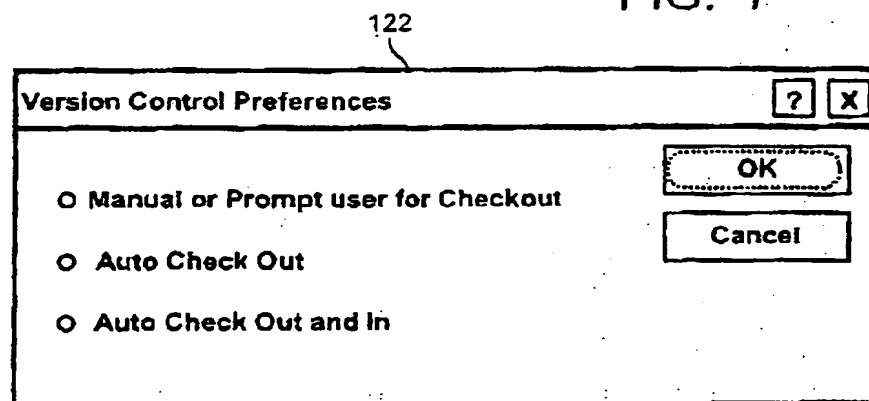 FIG.
122
Version Control Preferences ? X
OK
Manual or Prompt user for Checkout
Cancel
Auto Check Out
Auto Check Out and In